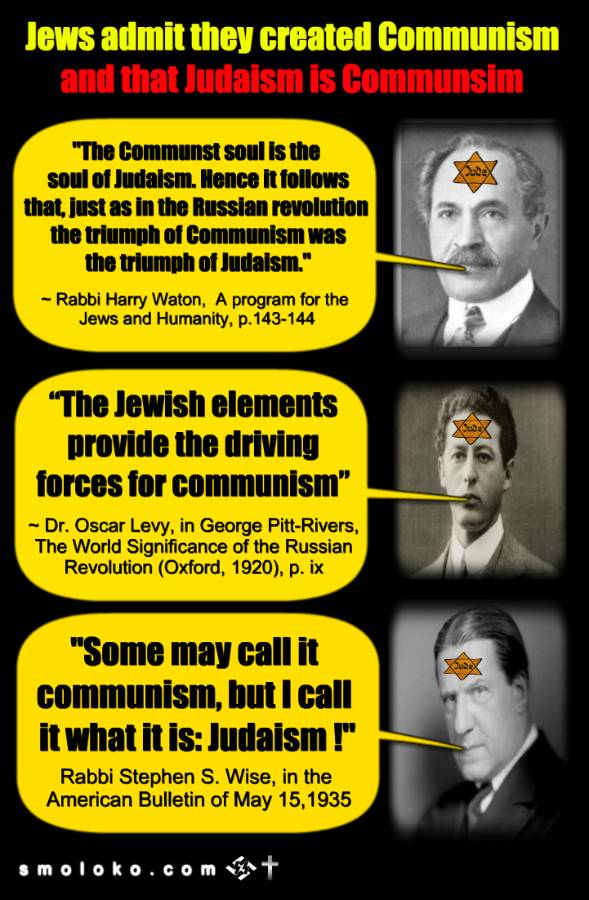 Jews admit they created Communism
and that Judaism is Communsim
"The Communst soul is the
soul of Judaism. Hence it follows
that, just as in the Russian revolution
the triumph of Communism was
the triumph of Judaism."
~ Rabbi Harry Waton, A program for the
Jews and Humanity, p.143-144
Jude
“The Jewish elements
provide the driving
forces for communism”
~ Dr. Oscar Levy, in George Pitt-Rivers,
The World Significance of the Russian
Revolution (Oxford, 1920), p. ix
Jude
"Some may call it
communism, but I call
it what it is: Judaism !"
Rabbi Stephen S. Wise, in the
American Bulletin of May 15,1935
Jude
smoloko.com